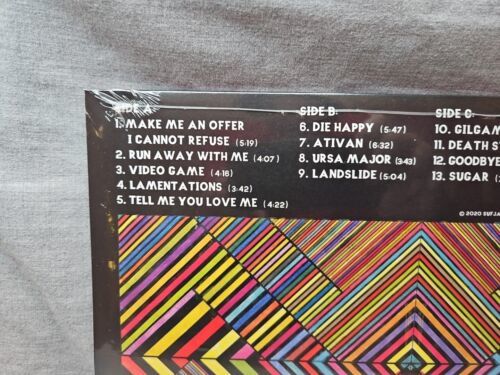 SIDE A:
1. MAKE ME AN OFFER
I CANNOT REFUSE (5:19)
2. RUN AWAY WITH ME (4:07)
3. VIDEO GAME (4:16)
4. LAMENTATIONS (3:42)
5. TELL ME YOU LOVE ME (4:22)
SIDE B:
6. DIE HAPPY (5:47)
7. ATIVAN (6:32)
8. URSA MAJOR (3:43)
9. LANDSLIDE (5:04)
SIDE C:
10. GILGAM
11. DEATH ST
12. GOODBYE
13. SUGAR (
© 2020 SUFJA